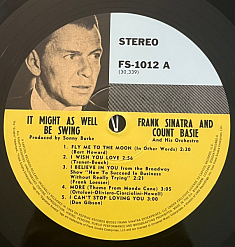 STEREO
FS-1012 A
(30,339)
IT MIGHT AS WELL
BE SWING
Produced by Sonny Burke
FRANK SINATRA AND
COUNT BASIE
And His Orchestra
1. FLY ME TO THE MOON (In Other Words) 2:30
(Bart Howard)
2. I WISH YOU LOVE 2:56
(Trenet-Beach)
3. I BELIEVE IN YOU from the Broadway
Show "How To Succeed In Business
Without Really Trying" 2:21
(Frank Loesser)
4. MORE (Theme From Mondo Cane) 3:05
(Ortolani-Oliviero-Ciorciolini-Newell)
5. I CAN'T STOP LOVING YOU 3:00
(Don Gibson)